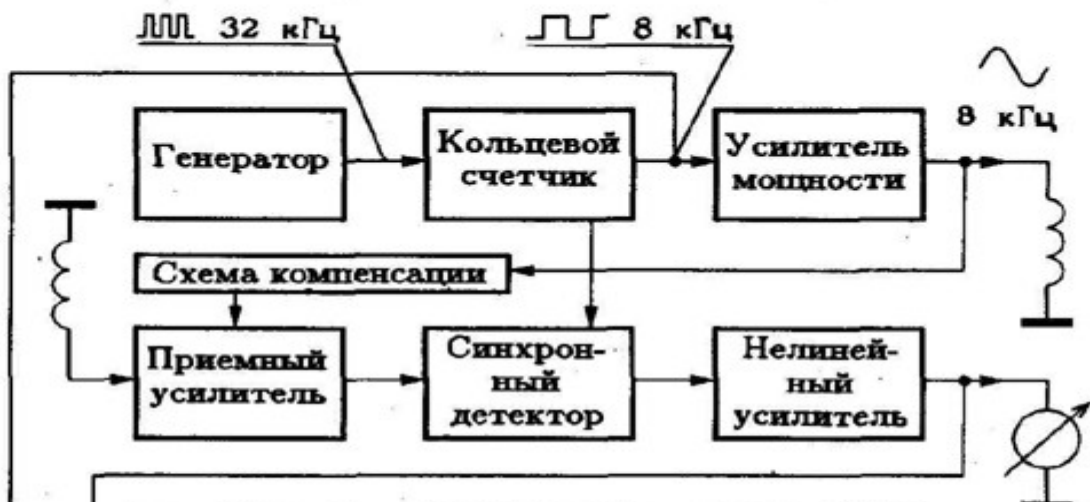 32 кГц
8 кГц
8 кГц
Генератор
Кольцевой
счетчик
Усилитель
мощности
Схема компенсации
Приемный
усилитель
Синхрон-
ный
детектор
Нелиней-
ный
усилитель